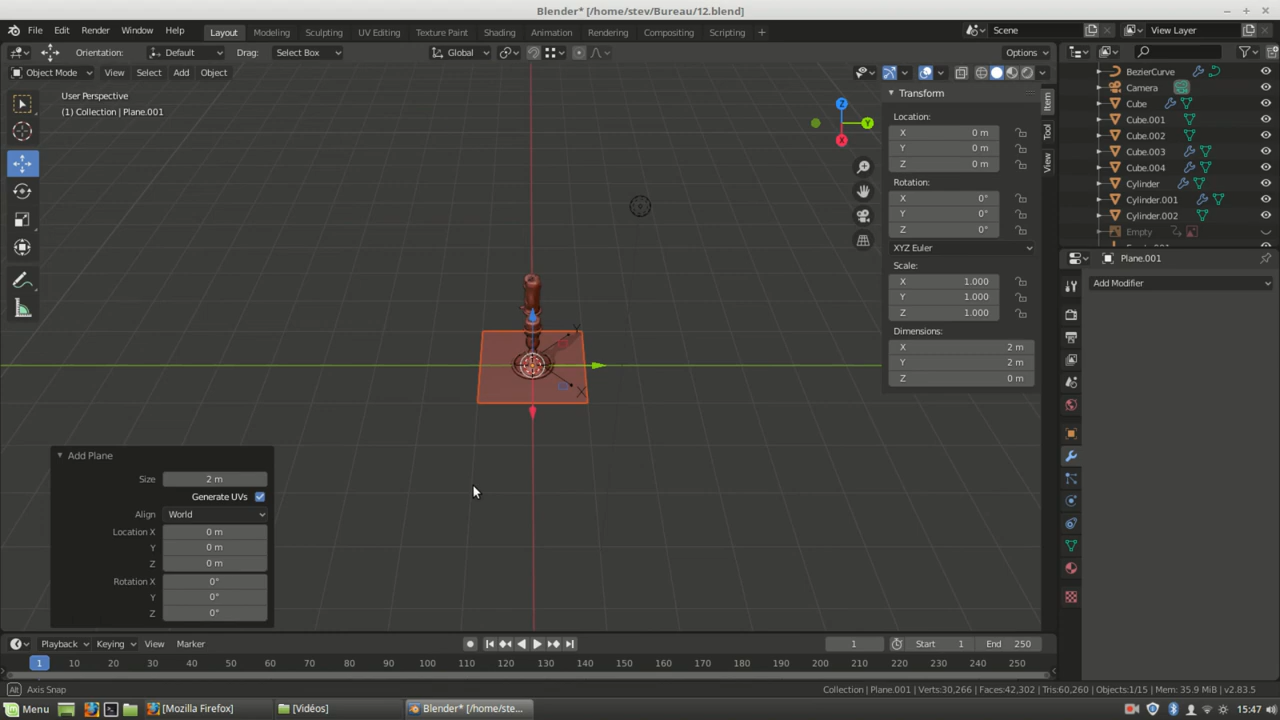 Blender* [/home/stev/Bureau/12.blend]
File Edit Render Window Help Layout Modeling Sculpting UV Editing Texture Paint Shading Animation Rendering Compositing Scripting Scene View Layer
Orientation: Default Drag: Select Box Global Options
Object Mode View Select Add Object
User Perspective
(1) Collection | Plane.001
Z
Y
X
Y
X
Transform
Location:
X 0 m
Y 0 m
Z 0 m
Rotation:
X 0°
Y 0°
Z 0°
XYZ Euler
Scale:
X 1.000
Y 1.000
Z 1.000
Dimensions:
X 2 m
Y 2 m
Z 0 m
Item
Tool
View
BezierCurve
Camera
Cube
Cube.001
Cube.002
Cube.003
Cube.004
Cylinder
Cylinder.001
Cylinder.002
Empty
Plane.001
Add Modifier
Add Plane
Size 2 m
Generate UVs
Align World
Location X 0 m
Y 0 m
Z 0 m
Rotation X 0°
Y 0°
Z 0°
Playback Keying View Marker 1 Start 1 End 250
1 10 20 30 40 50 60 70 80 90 100 110 120 130 140 150 160 170 180 190 200 210 220 230 240 250
Alt Axis Snap Collection | Plane.001 | Verts:30,266 | Faces:42,302 | Tris:60,260 | Objects:1/15 | Mem: 35.9 MiB | v2.83.5
Menu [Mozilla Firefox] [Vidéos] Blender* [/home/ste... 15:47